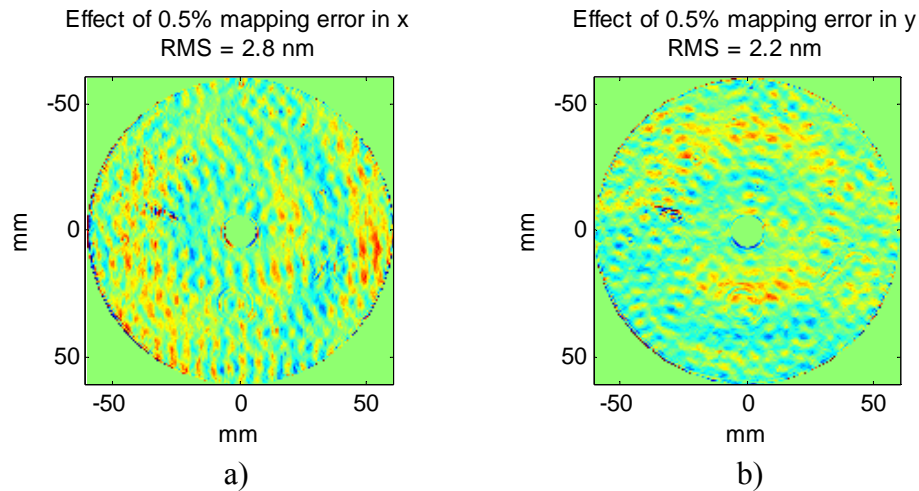 Effect of 0.5% mapping error in x
RMS = 2.8 nm
-50
0
50
mm
-50
0
50
mm
a)
Effect of 0.5% mapping error in y
RMS = 2.2 nm
-50
0
50
mm
-50
0
50
mm
b)